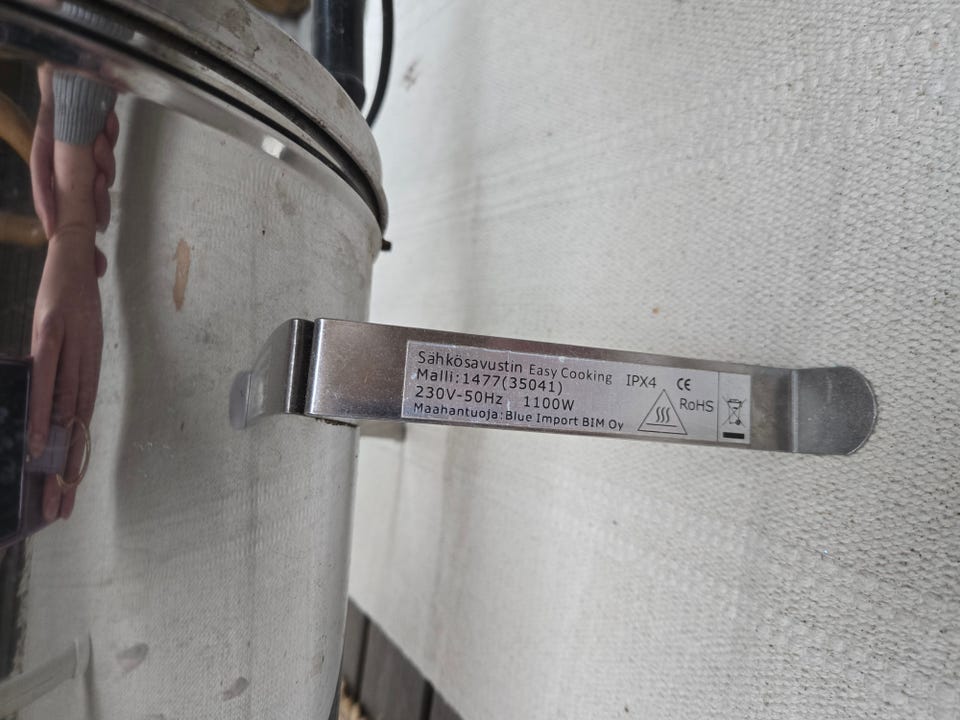 Sähkösavustin Easy Cooking IPX4 CE
Malli:1477(35041)
230V-50Hz 1100W
RoHS
Maahantuoja:Blue Import BIM Oy